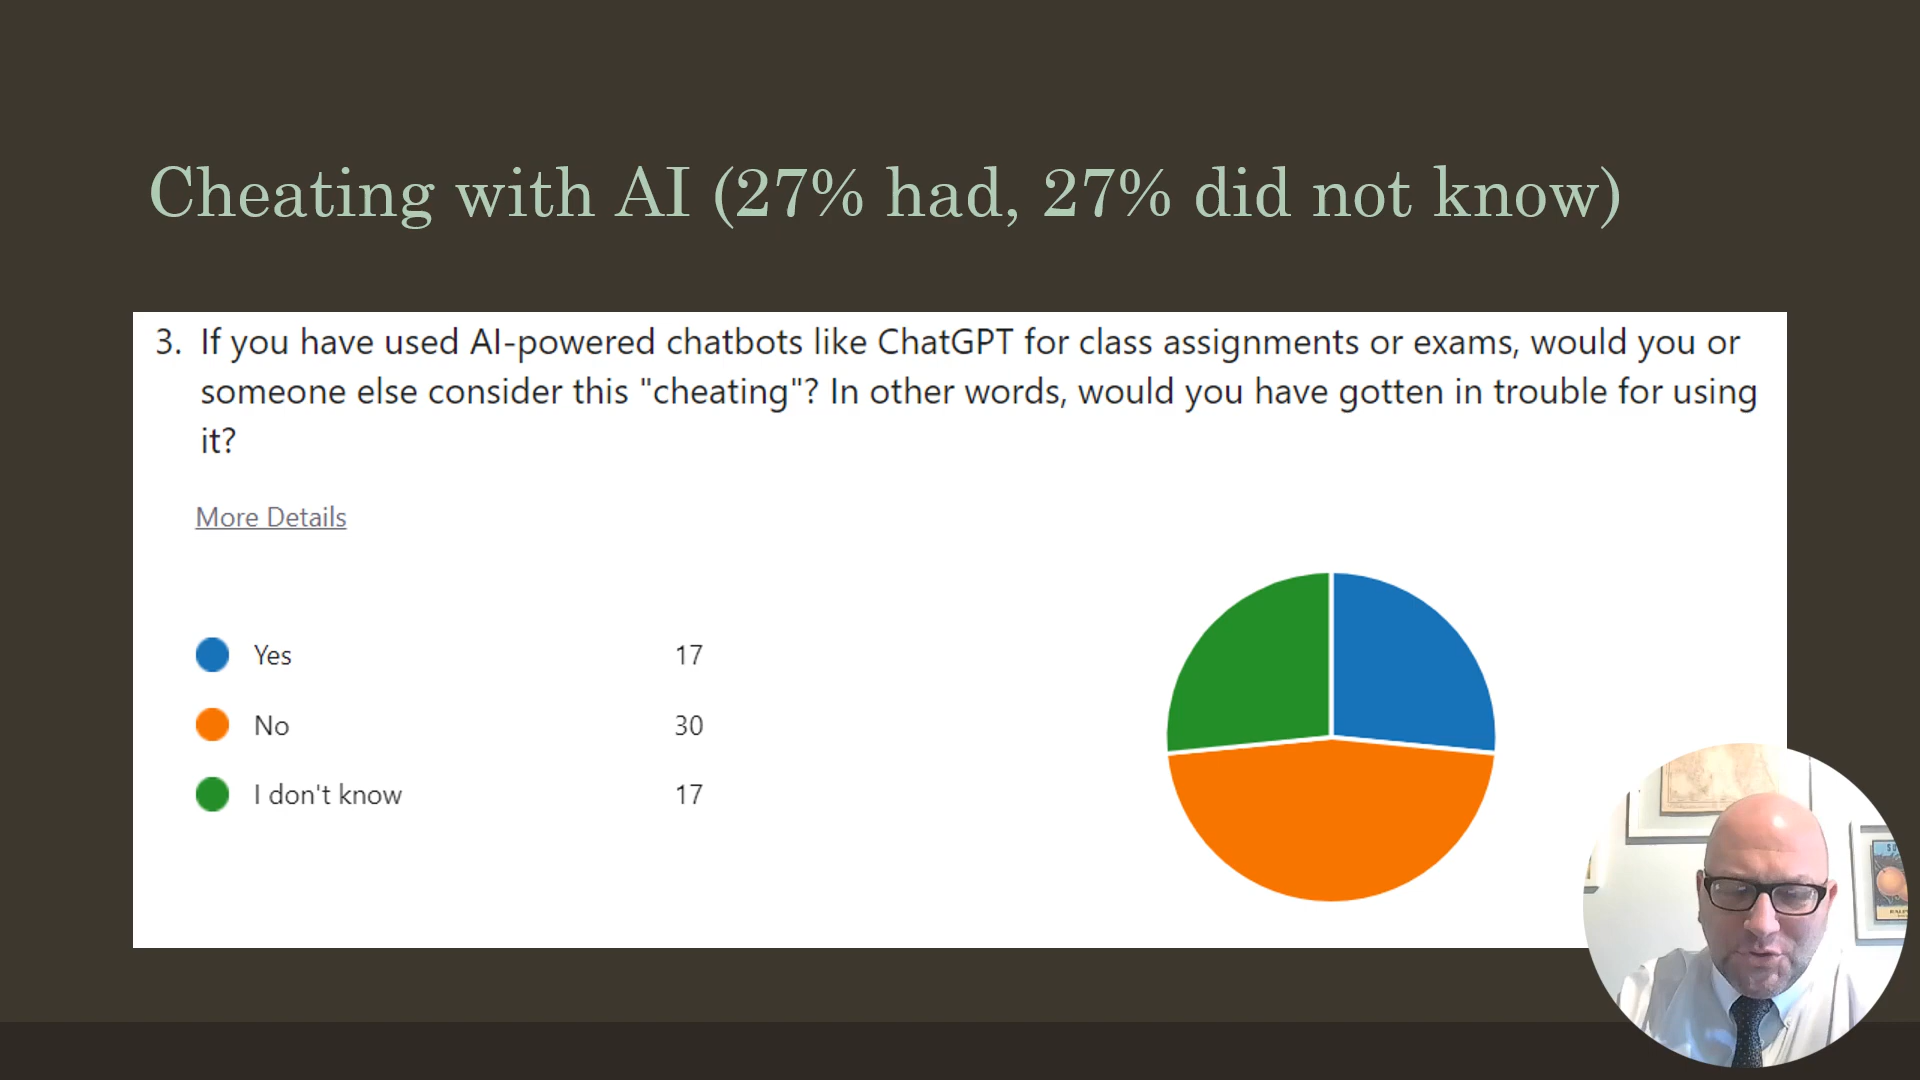 Cheating with AI (27% had, 27% did not know)
3. If you have used AI-powered chatbots like ChatGPT for class assignments or exams, would you or
someone else consider this "cheating"? In other words, would you have gotten in trouble for using
it?
More Details
Yes 17
No 30
I don't know 17